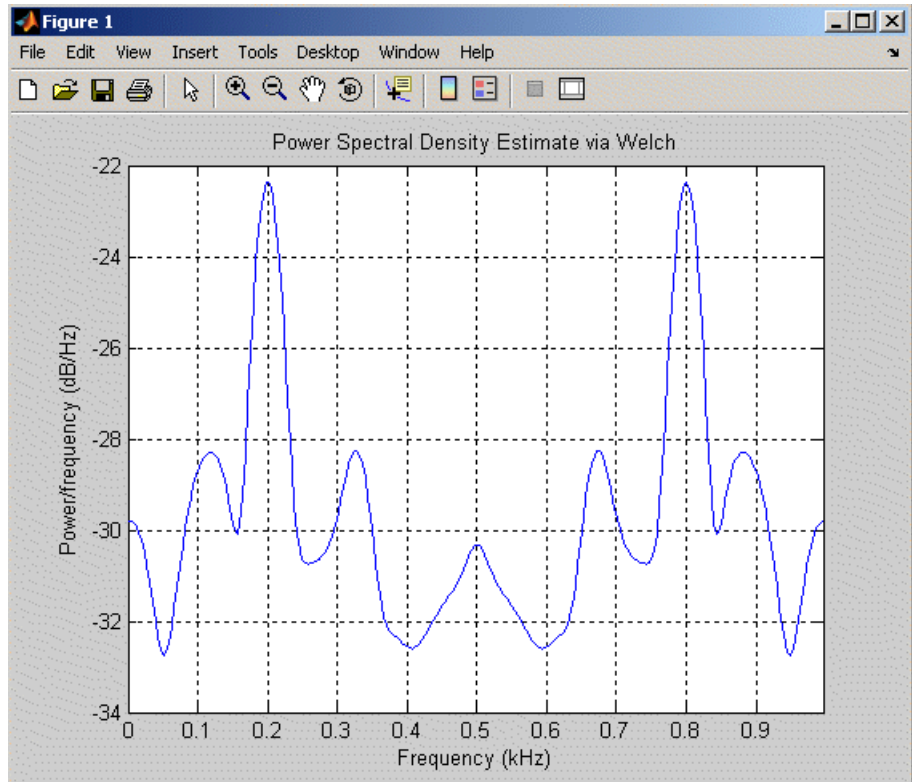 Figure 1
File Edit View Insert Tools Desktop Window Help
Power Spectral Density Estimate via Welch
-22
-24
-26
-28
-30
-32
-34
Power/frequency (dB/Hz)
0 0.1 0.2 0.3 0.4 0.5 0.6 0.7 0.8 0.9
Frequency (kHz)